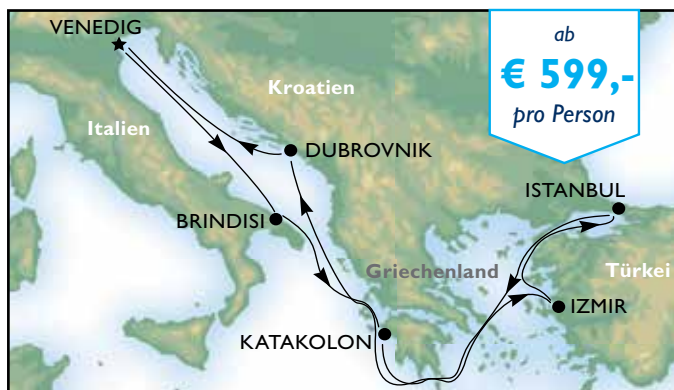 VENEDIG
ab
€ 599,-
pro Person
Kroatien
Italien
DUBROVNIK
ISTANBUL
BRINDISI
Griechenland
Türkei
IZMIR
KATAKOLON